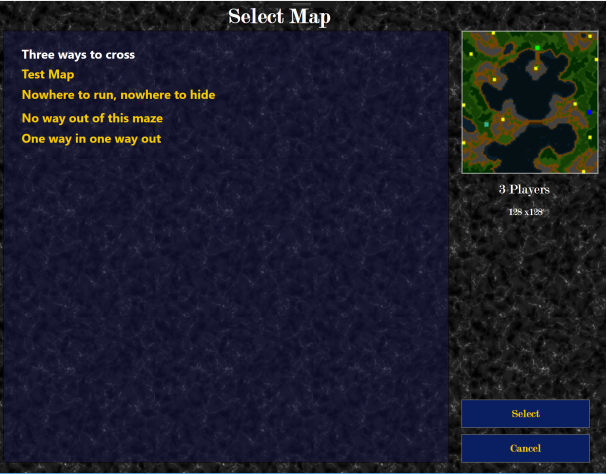 Select Map
Three ways to cross
Test Map
Nowhere to run, nowhere to hide
No way out of this maze
One way in one way out
3 Players
128 x128
Select
Cancel